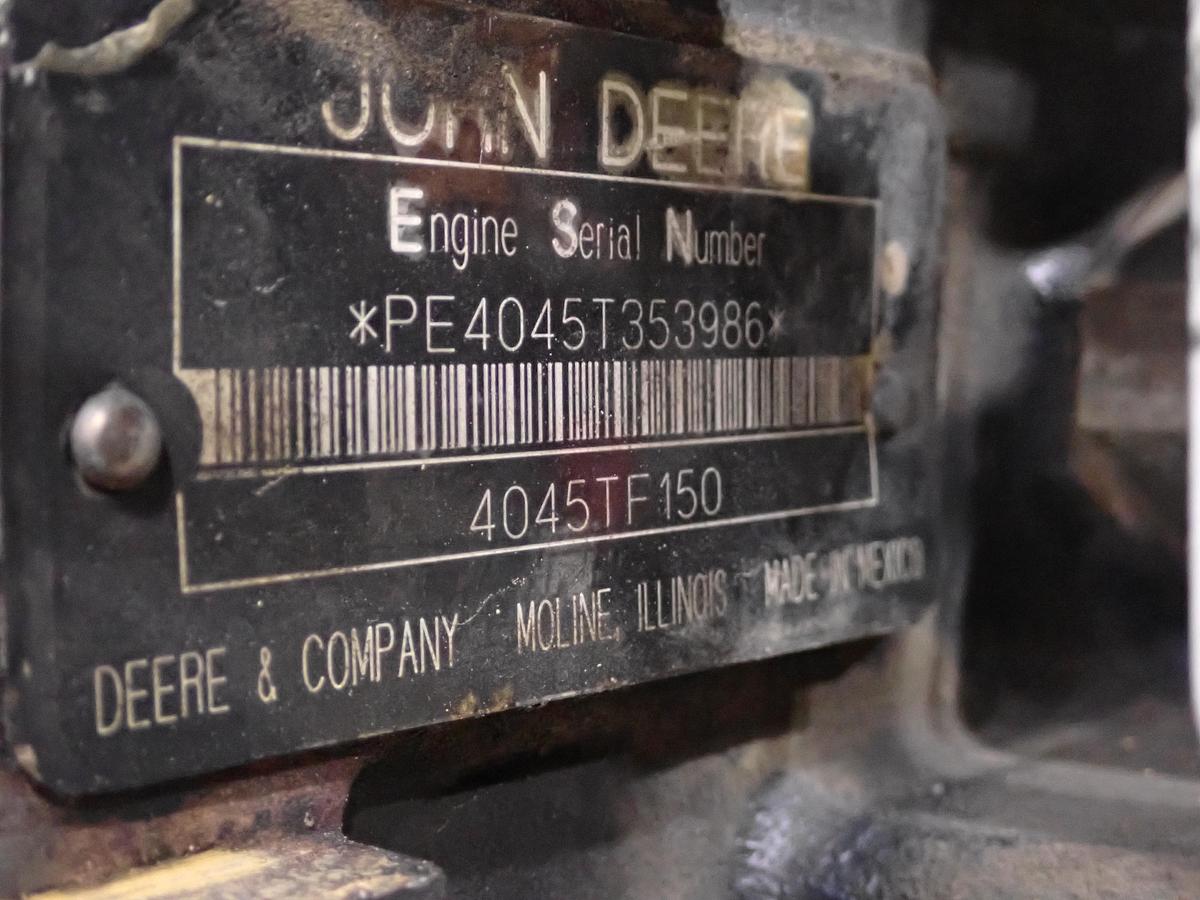 JOHN DEERE
Engine Serial Number
*PE4045T353986*
4045TF150
DEERE & COMPANY MOLINE, ILLINOIS MADE IN MEXICO